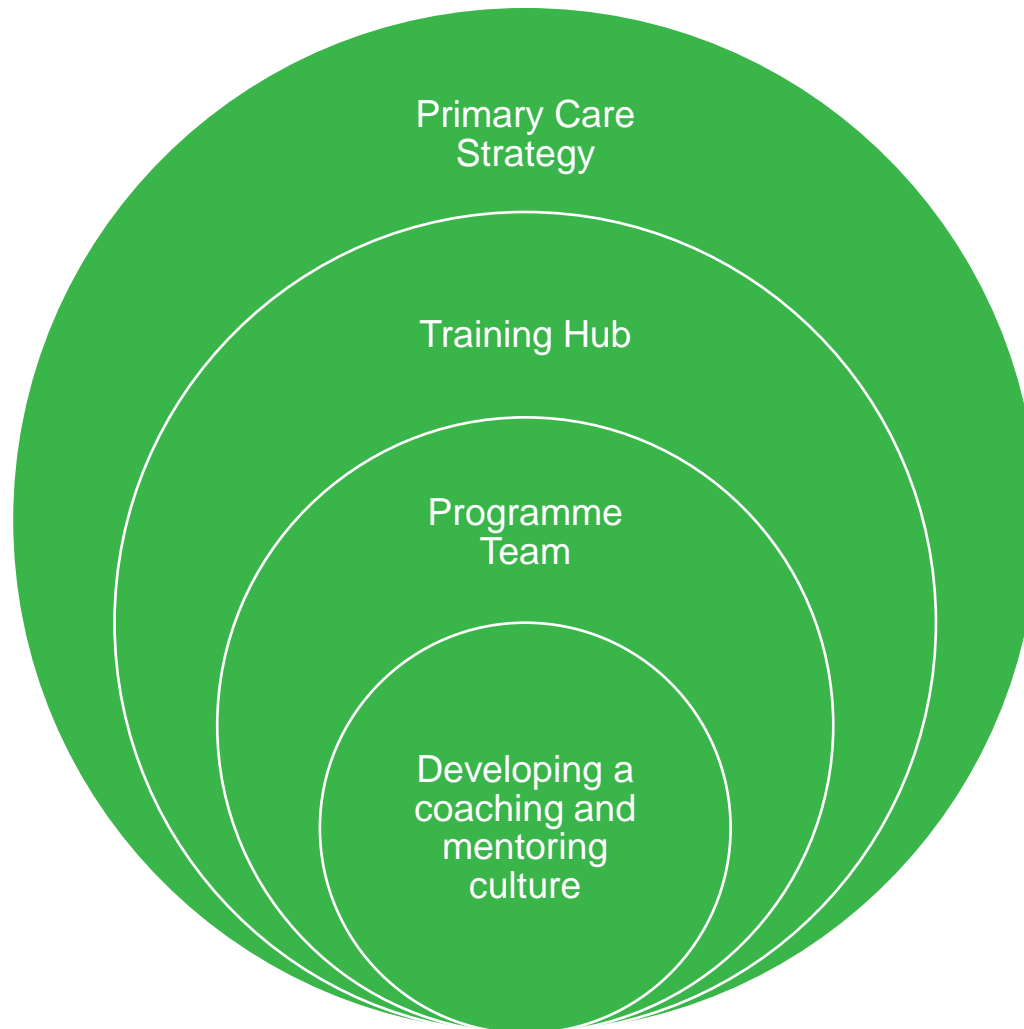 Primary Care
Strategy
Training Hub
Programme
Team
Developing a
coaching and
mentoring
culture